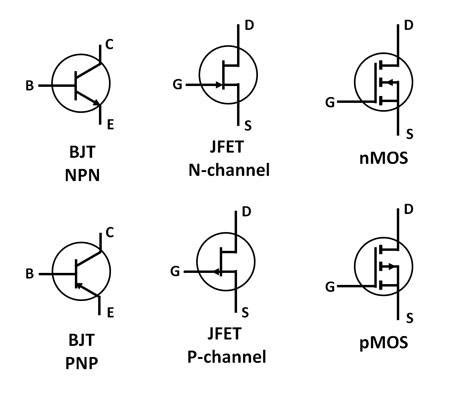 C
B
E
BJT
NPN
D
G
S
JFET
N-channel
D
G
S
nMOS
C
B
E
BJT
PNP
D
G
S
JFET
P-channel
D
G
S
pMOS